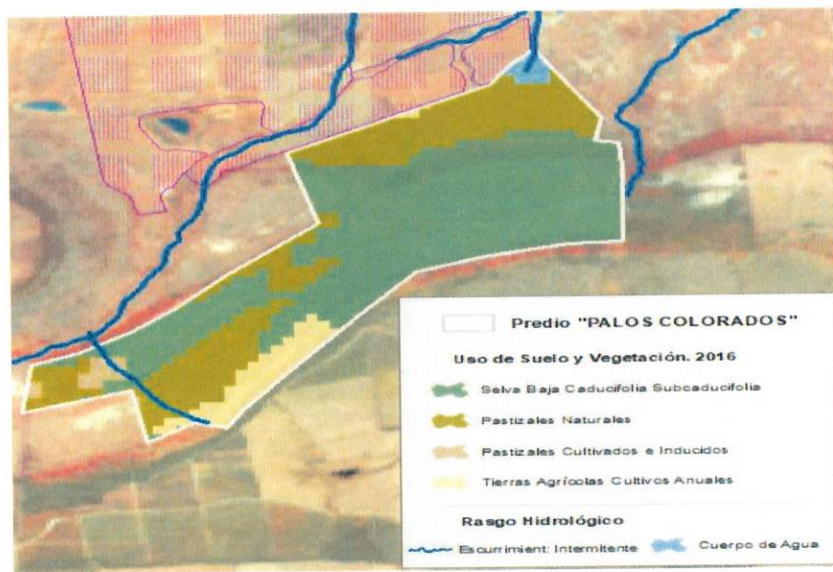 Predio "PALOS COLORADOS"
Uso de Suelo y Vegetación. 2016
Selva Baja Caducifolia Subcaducifolia
Pastizales Naturales
Pastizales Cultivados e Inducidos
Tierras Agrícolas Cultivos Anuales
Rasgo Hidrológico
Escurrimient: Intermitente Cuerpo de Agua